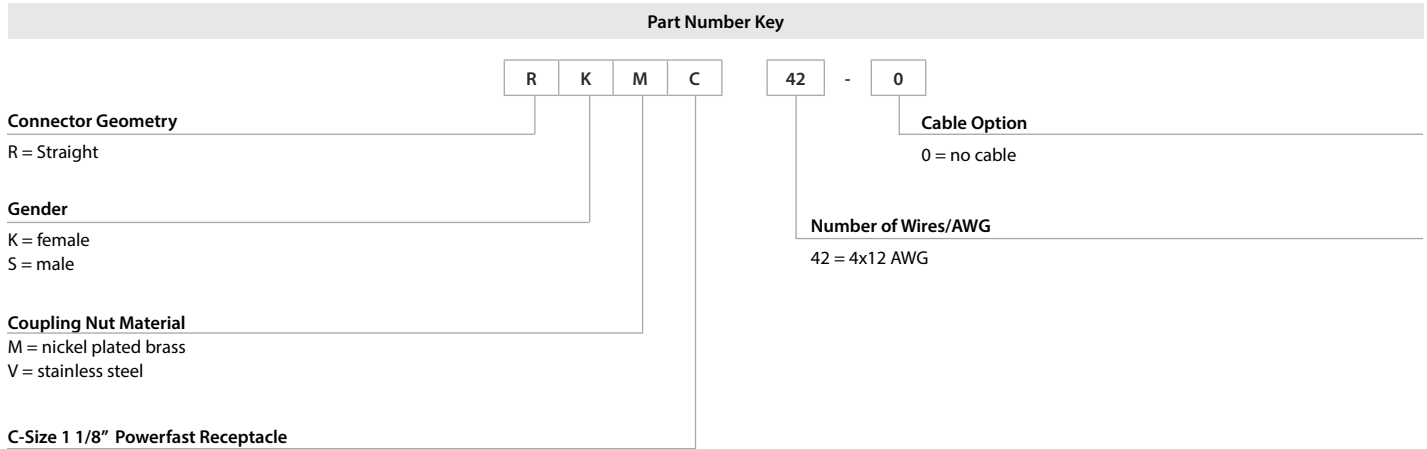 Part Number Key
R K M C 42 - 0
Connector Geometry
R = Straight
Gender
K = female
S = male
Coupling Nut Material
M = nickel plated brass
V = stainless steel
C-Size 1 1/8” Powerfast Receptacle
Cable Option
0 = no cable
Number of Wires/AWG
42 = 4x12 AWG